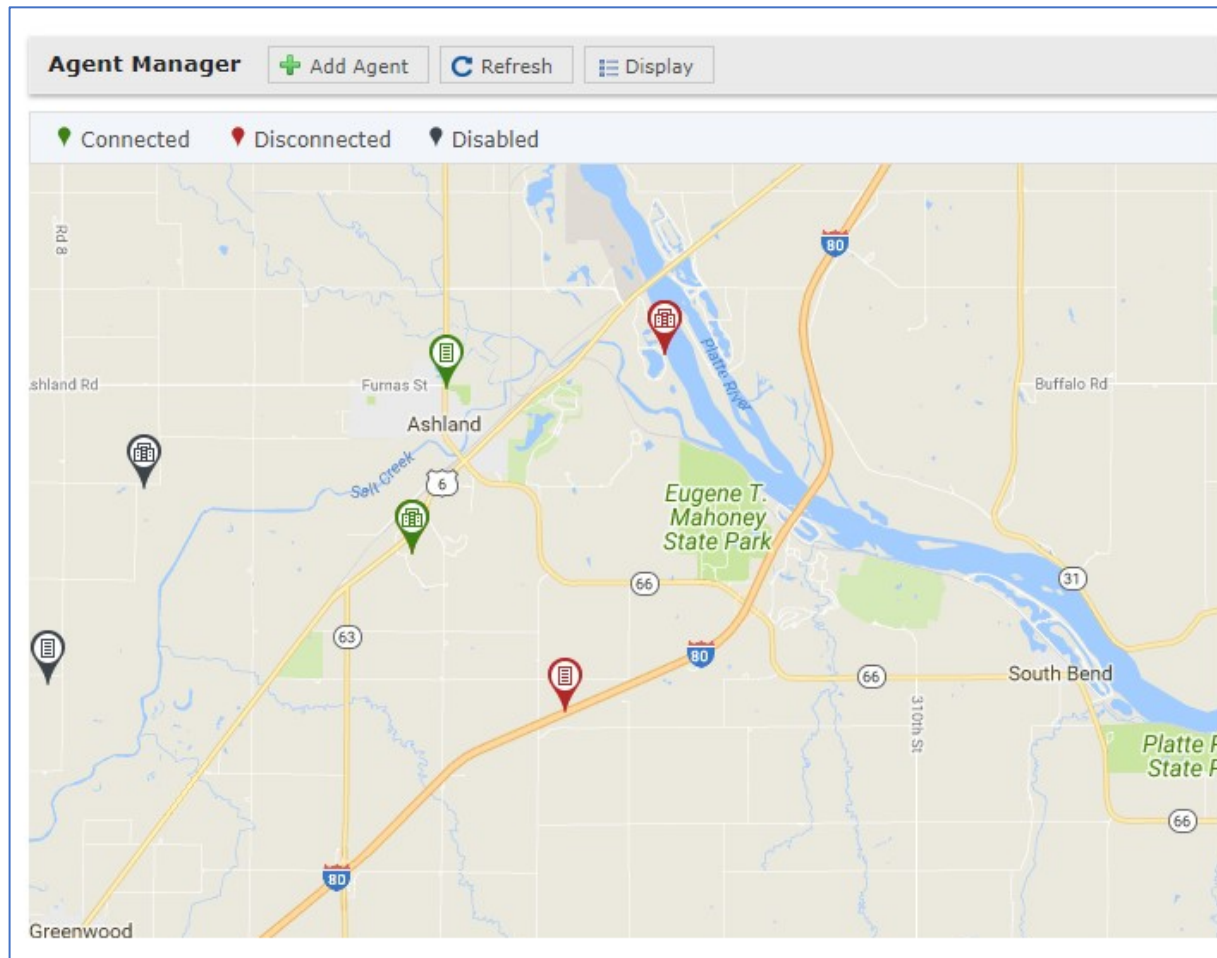 Agent Manager
Add Agent
Refresh
Display
Connected
Disconnected
Disabled
Rd 8
80
Platte River
shland Rd
Furnas St
Buffalo Rd
Ashland
Salt Creek
6
Eugene T.
Mahoney
State Park
66
31
63
80
66
South Bend
310th St
Platte
State
66
80
Greenwood